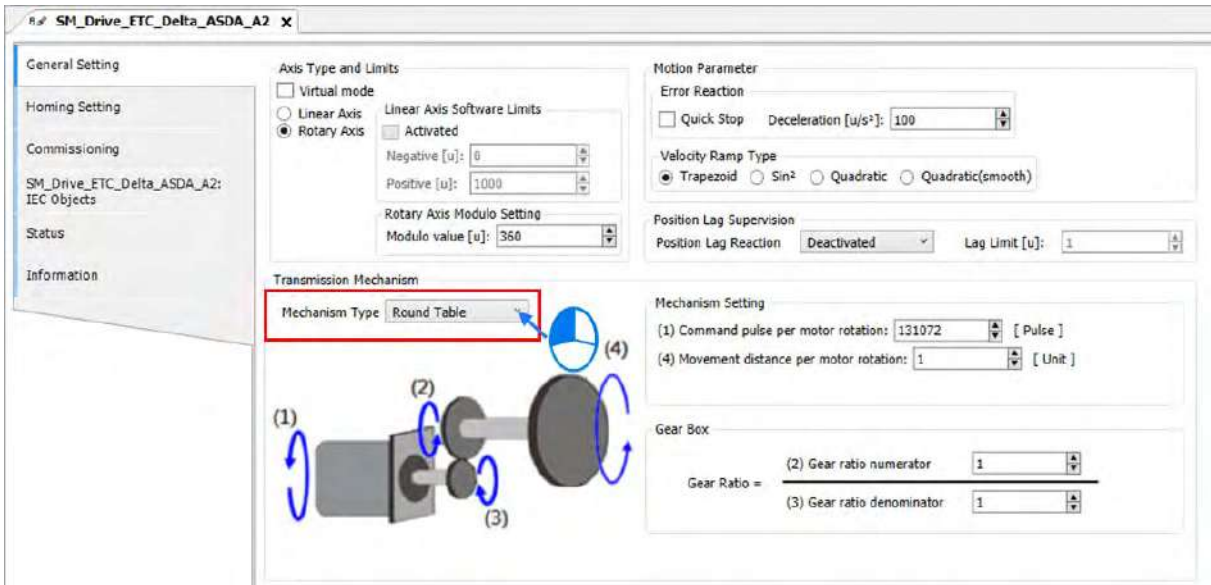 SM_Drive_ETC_Delta_ASDA_A2 X
General Setting
Homing Setting
Commissioning
SM_Drive_ETC_Delta_ASDA_A2:
IEC Objects
Status
Information
Axis Type and Limits
Virtual mode
Linear Axis
Rotary Axis
Linear Axis Software Limits
Activated
Negative [u]: 0
Positive [u]: 1000
Rotary Axis Modulo Setting
Modulo value [u]: 360
Motion Parameter
Error Reaction
Quick Stop Deceleration [u/s²]: 100
Velocity Ramp Type
Trapezoid Sin² Quadratic Quadratic(smooth)
Position Lag Supervision
Position Lag Reaction Deactivated Lag Limit [u]: 1
Transmission Mechanism
Mechanism Type Round Table
(1)
(2)
(3)
(4)
Mechanism Setting
(1) Command pulse per motor rotation: 131072 [ Pulse ]
(4) Movement distance per motor rotation: 1 [ Unit ]
Gear Box
Gear Ratio =
(2) Gear ratio numerator 1
(3) Gear ratio denominator 1